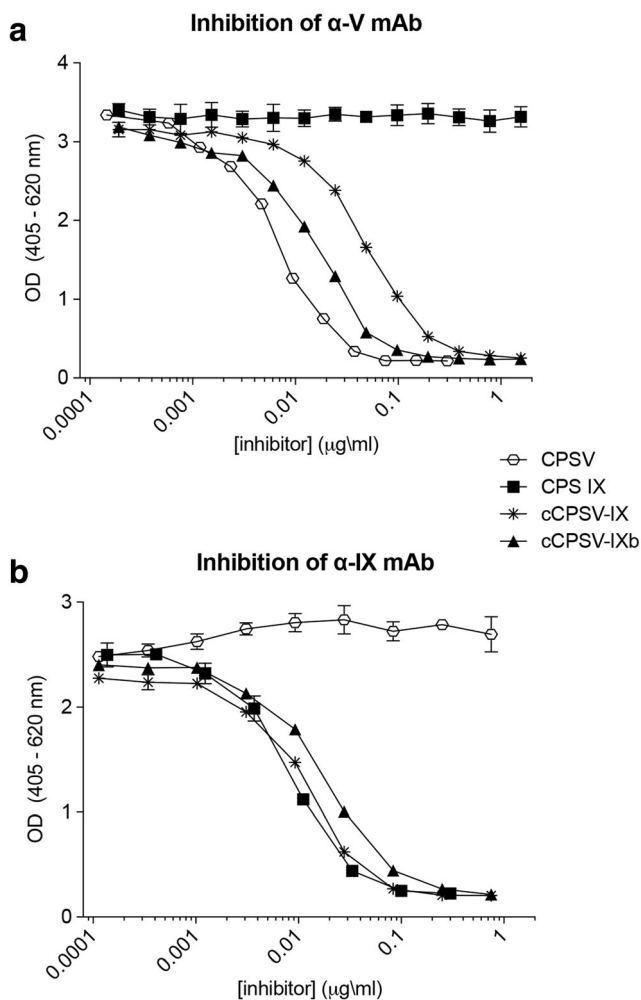 a
Inhibition of α-V mAb
4
3
2
1
0
OD (405 - 620 nm)
0.0001
0.001
0.01
0.1
1
[inhibitor] (μg\ml)
CPSV
CPS IX
cCPSV-IX
cCPSV-IXb
b
Inhibition of α-IX mAb
3
2
1
0
OD (405 - 620 nm)
0.0001
0.001
0.01
0.1
1
[inhibitor] (μg\ml)